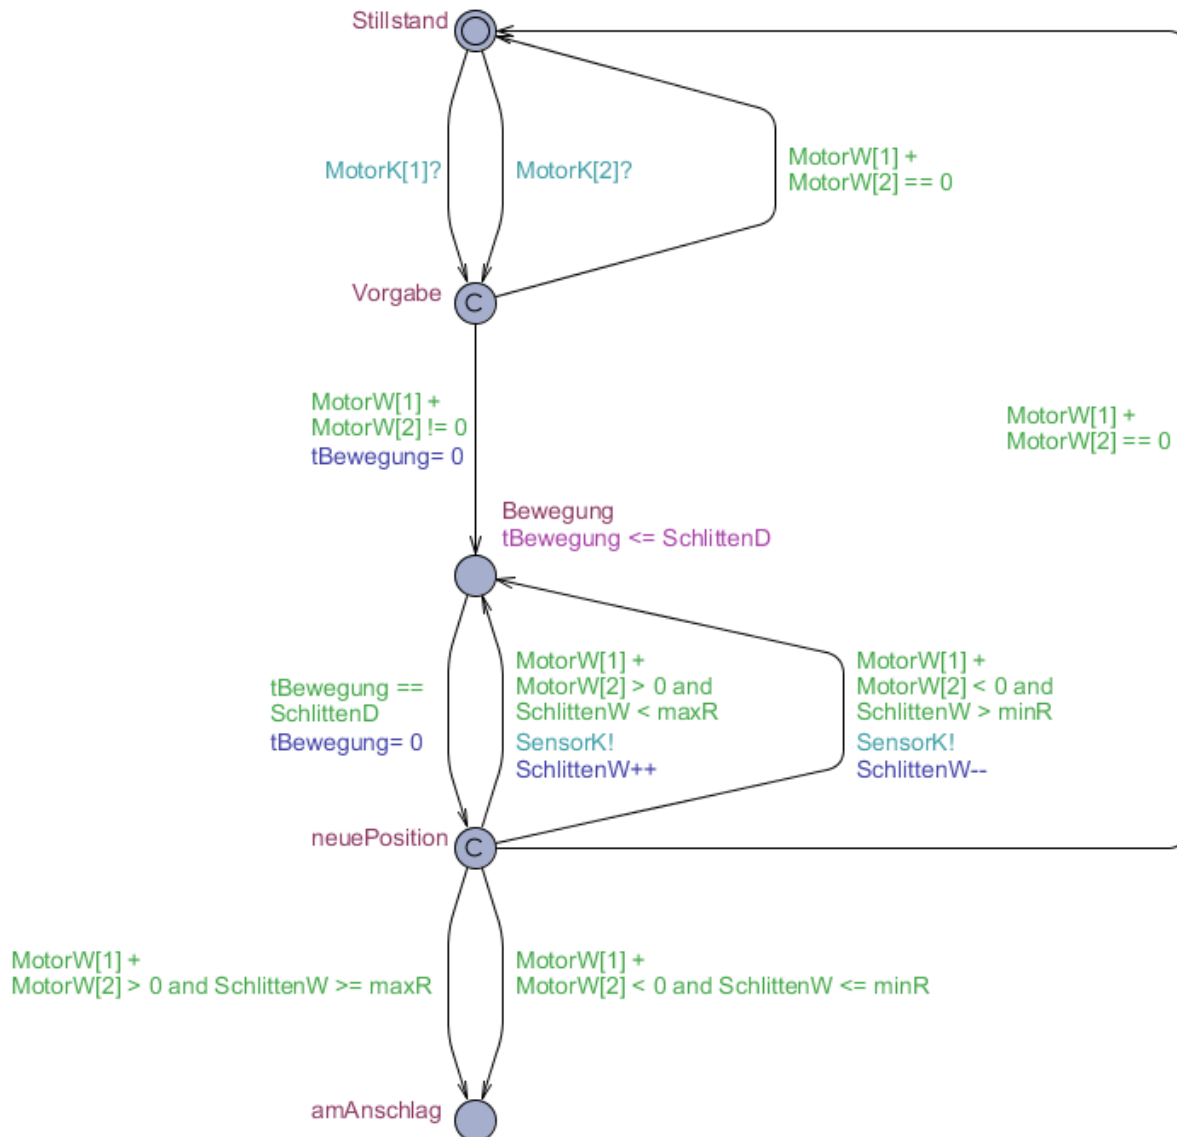 Stillstand
MotorK[1]?
MotorK[2]?
MotorW[1] +
MotorW[2] == 0
Vorgabe
C
MotorW[1] +
MotorW[2] != 0
tBewegung= 0
MotorW[1] +
MotorW[2] == 0
Bewegung
tBewegung <= SchlittenD
tBewegung ==
SchlittenD
tBewegung= 0
MotorW[1] +
MotorW[2] > 0 and
SchlittenW < maxR
SensorK!
SchlittenW++
MotorW[1] +
MotorW[2] < 0 and
SchlittenW > minR
SensorK!
SchlittenW--
neuePosition
C
MotorW[1] +
MotorW[2] > 0 and SchlittenW >= maxR
MotorW[1] +
MotorW[2] < 0 and SchlittenW <= minR
amAnschlag